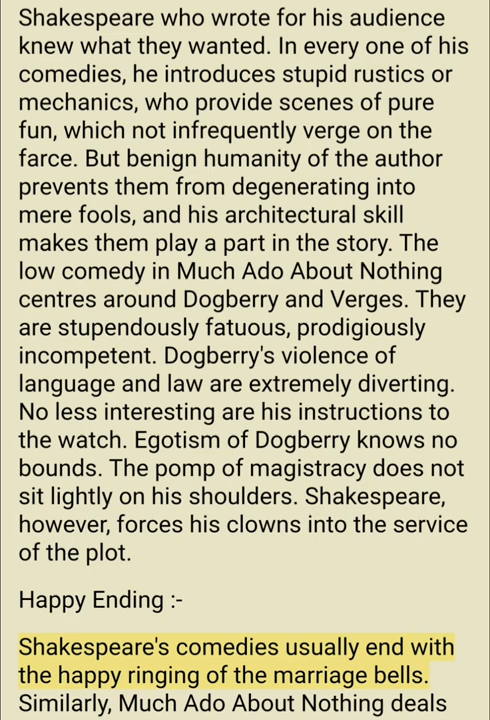 Shakespeare who wrote for his audience
knew what they wanted. In every one of his
comedies, he introduces stupid rustics or
mechanics, who provide scenes of pure
fun, which not infrequently verge on the
farce. But benign humanity of the author
prevents them from degenerating into
mere fools, and his architectural skill
makes them play a part in the story. The
low comedy in Much Ado About Nothing
centres around Dogberry and Verges. They
are stupendously fatuous, prodigiously
incompetent. Dogberry's violence of
language and law are extremely diverting.
No less interesting are his instructions to
the watch. Egotism of Dogberry knows no
bounds. The pomp of magistracy does not
sit lightly on his shoulders. Shakespeare,
however, forces his clowns into the service
of the plot.
Happy Ending :-
Shakespeare's comedies usually end with
the happy ringing of the marriage bells.
Similarly, Much Ado About Nothing deals